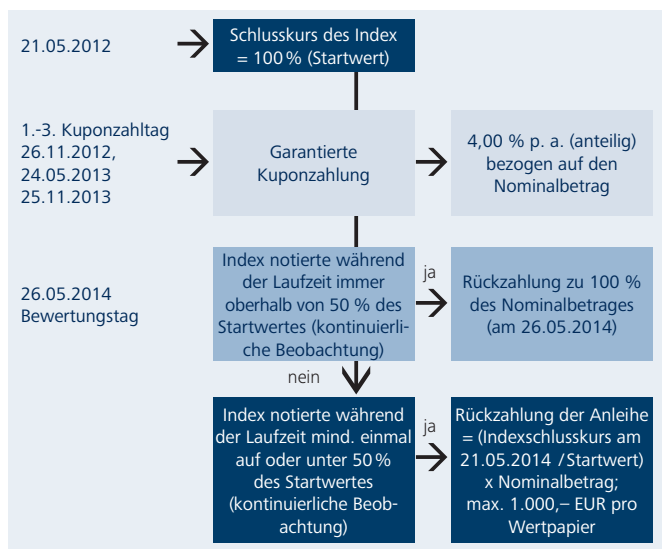 21.05.2012
Schlusskurs des Index
= 100 % (Startwert)
1.-3. Kuponzahltag
26.11.2012,
24.05.2013
25.11.2013
Garantierte
Kuponzahlung
4,00 % p. a. (anteilig)
bezogen auf den
Nominalbetrag
26.05.2014
Bewertungstag
Index notierte während
der Laufzeit immer
oberhalb von 50 % des
Startwertes (kontinuierli-
che Beobachtung)
ja
Rückzahlung zu 100 %
des Nominalbetrages
(am 26.05.2014)
nein
Index notierte während
der Laufzeit mind. einmal
auf oder unter 50 %
des Startwertes
(kontinuierliche Beob-
achtung)
ja
Rückzahlung der Anleihe
= (Indexschlusskurs am
21.05.2014 / Startwert)
x Nominalbetrag;
max. 1.000,– EUR pro
Wertpapier